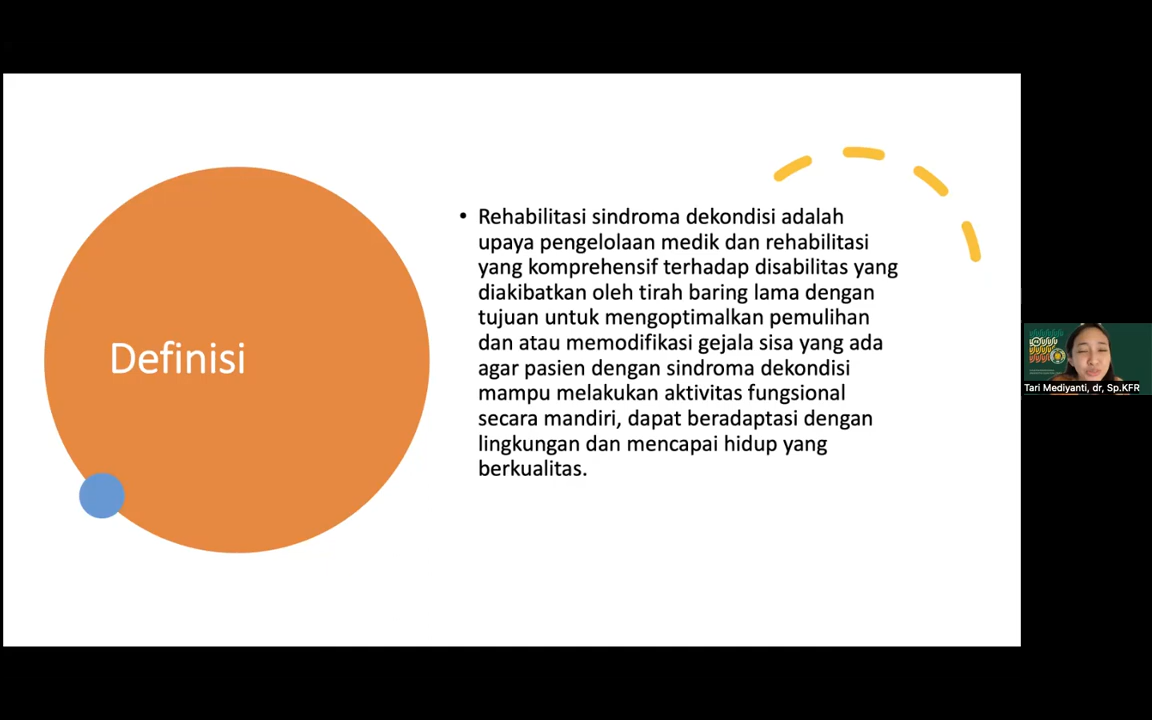 Definisi
• Rehabilitasi sindroma dekondisi adalah
upaya pengelolaan medik dan rehabilitasi
yang komprehensif terhadap disabilitas yang
diakibatkan oleh tirah baring lama dengan
tujuan untuk mengoptimalkan pemulihan
dan atau memodifikasi gejala sisa yang ada
agar pasien dengan sindroma dekondisi
mampu melakukan aktivitas fungsional
secara mandiri, dapat beradaptasi dengan
lingkungan dan mencapai hidup yang
berkualitas.
Tari Mediyanti, dr, Sp.KFR